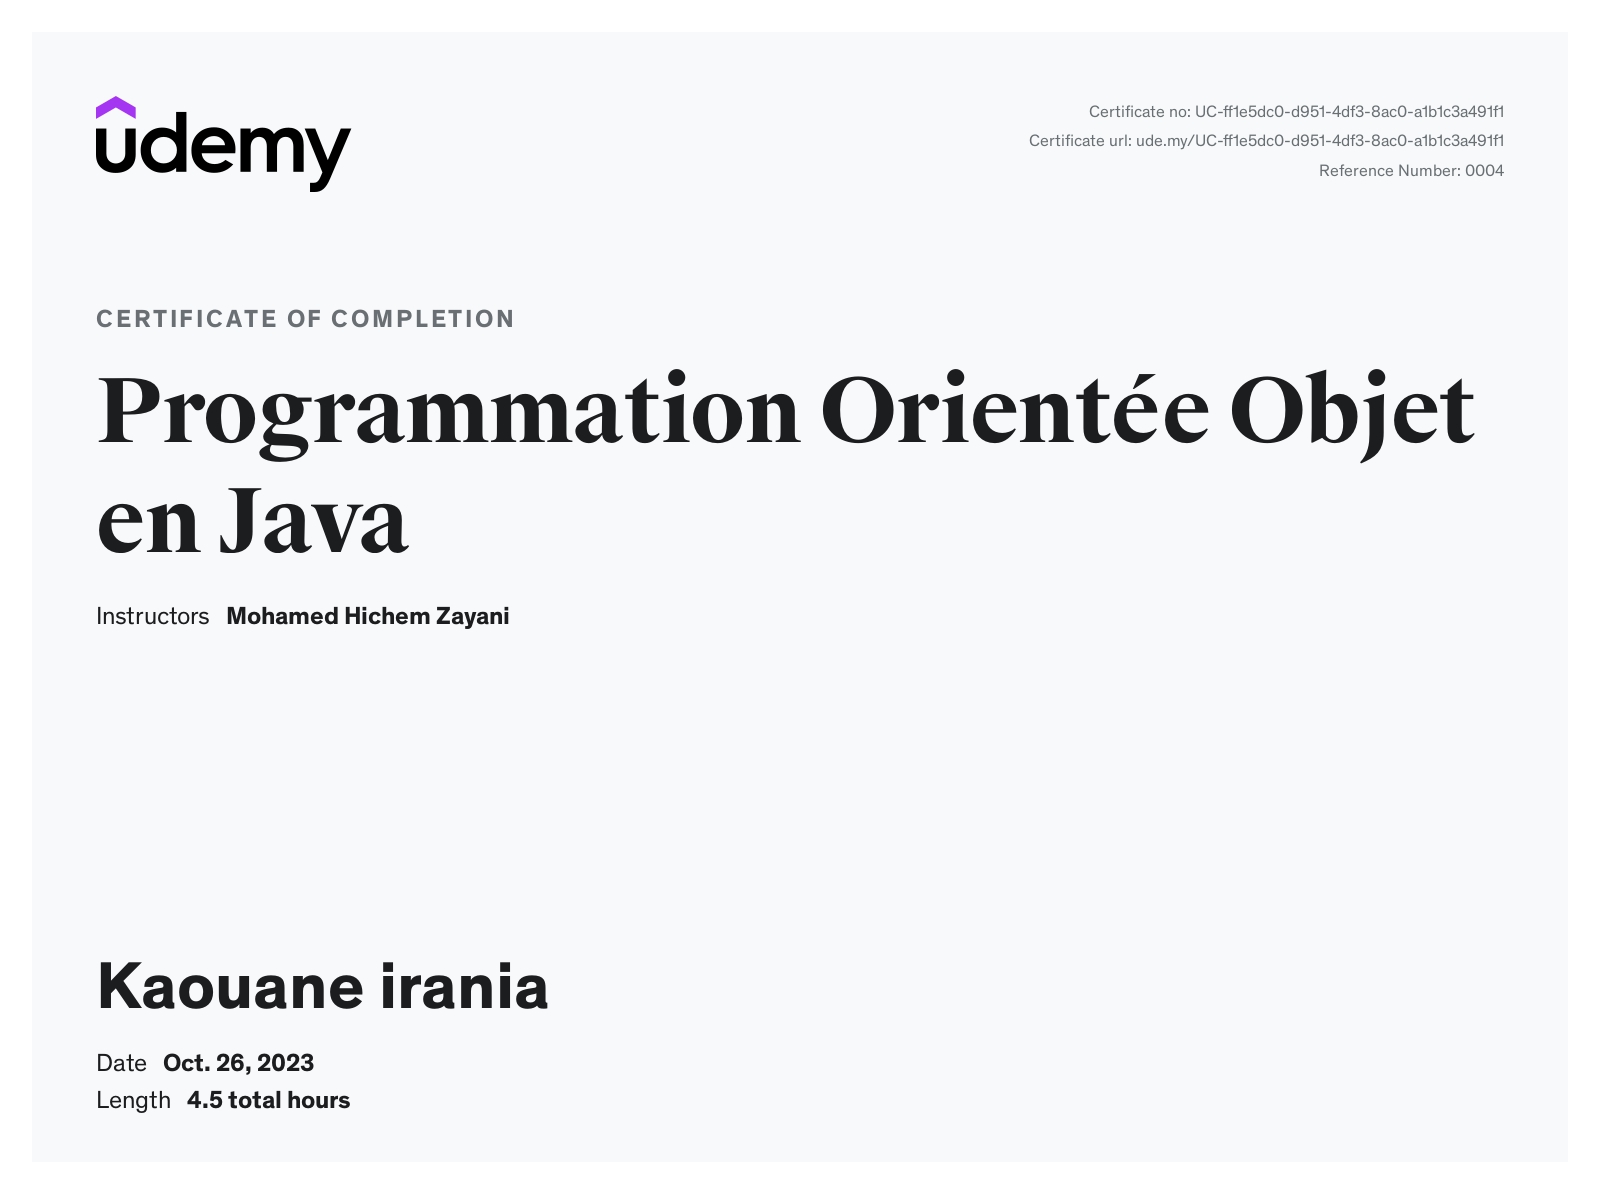 udemy
Certificate no: UC-ff1e5dc0-d951-4df3-8ac0-a1b1c3a491f1
Certificate url: ude.my/UC-ff1e5dc0-d951-4df3-8ac0-a1b1c3a491f1
Reference Number: 0004
CERTIFICATE OF COMPLETION
Programmation Orientée Objet
en Java
Instructors Mohamed Hichem Zayani
Kaouane irania
Date Oct. 26, 2023
Length 4.5 total hours